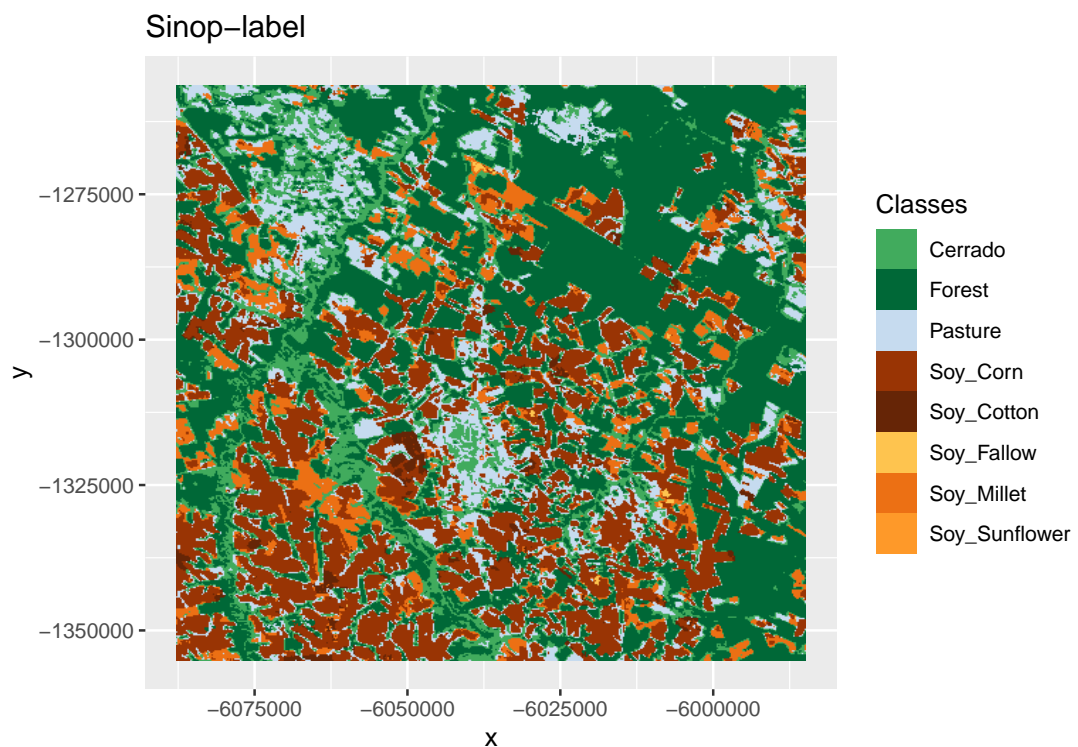 Sinop−label
y
−1275000
−1300000
−1325000
−1350000
−6075000
−6050000
−6025000
−6000000
x
Classes
Cerrado
Forest
Pasture
Soy_Corn
Soy_Cotton
Soy_Fallow
Soy_Millet
Soy_Sunflower